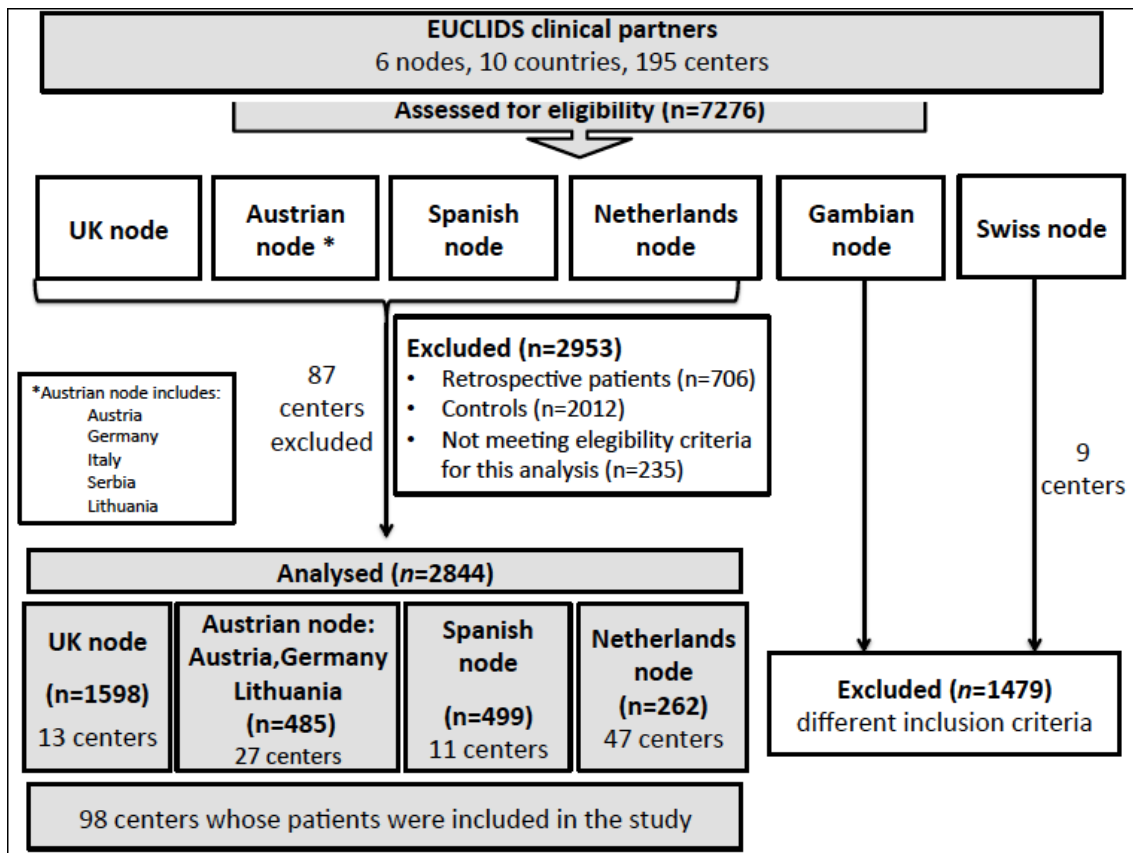 EUCLIDS clinical partners
6 nodes, 10 countries, 195 centers
Assessed for eligibility (n=7276)
UK node
Austrian
node *
Spanish
node
Netherlands
node
Gambian
node
Swiss node
*Austrian node includes:
Austria
Germany
Italy
Serbia
Lithuania
87
centers
excluded
Excluded (n=2953)
• Retrospective patients (n=706)
• Controls (n=2012)
• Not meeting elegibility criteria
for this analysis (n=235)
9
centers
Analysed (n=2844)
UK node
(n=1598)
13 centers
Austrian node:
Austria,Germany
Lithuania
(n=485)
27 centers
Spanish
node
(n=499)
11 centers
Netherlands
node
(n=262)
47 centers
Excluded (n=1479)
different inclusion criteria
98 centers whose patients were included in the study